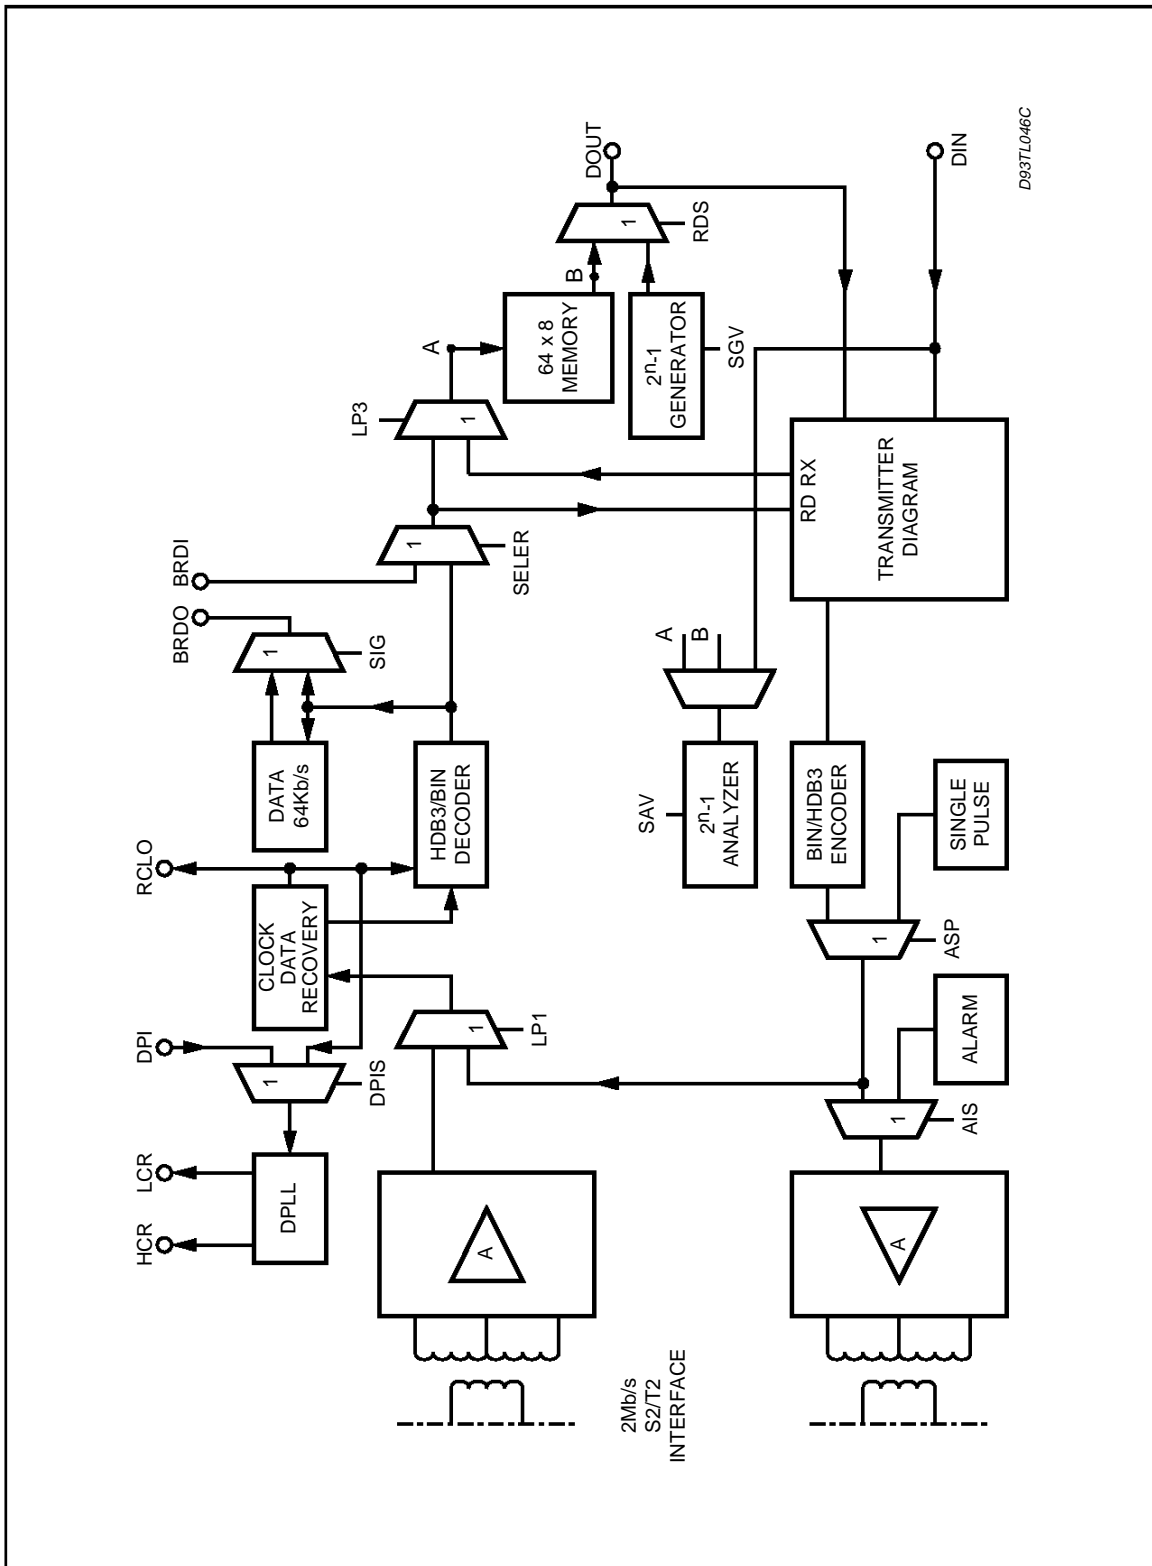 HCR
LCR
DPI
RCLO
BRDO
BRDI
DPLL
1
DPIS
CLOCK
DATA
RECOVERY
DATA
64Kb/s
1
SIG
A
1
LP1
HDB3/BIN
DECODER
1
SELER
LP3
1
A
64 x 8
MEMORY
B
2n-1
GENERATOR
SGV
1
RDS
DOUT
2Mb/s
S2/T2
INTERFACE
SAV
2n-1
ANALYZER
A
B
A
1
AIS
ALARM
1
ASP
BIN/HDB3
ENCODER
SINGLE
PULSE
RD RX
TRANSMITTER
DIAGRAM
DIN
D93TL046C